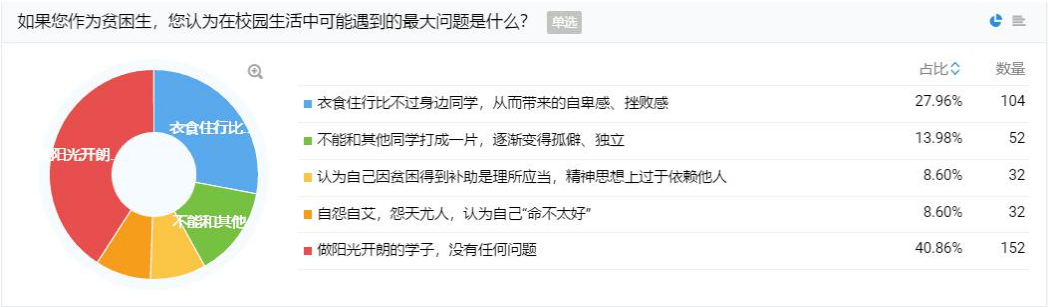 如果您作为贫困生，您认为在校园生活中可能遇到的最大问题是什么？ 单选
占比 数量
衣食住行比不过身边同学，从而带来的自卑感、挫败感 27.96% 104
不能和其他同学打成一片，逐渐变得孤僻、独立 13.98% 52
认为自己因贫困得到补助是理所应当，精神思想上过于依赖他人 8.60% 32
自怨自艾，怨天尤人，认为自己“命不太好” 8.60% 32
做阳光开朗的学子，没有任何问题 40.86% 152
衣食住行比...
阳光开朗...
不能和其他